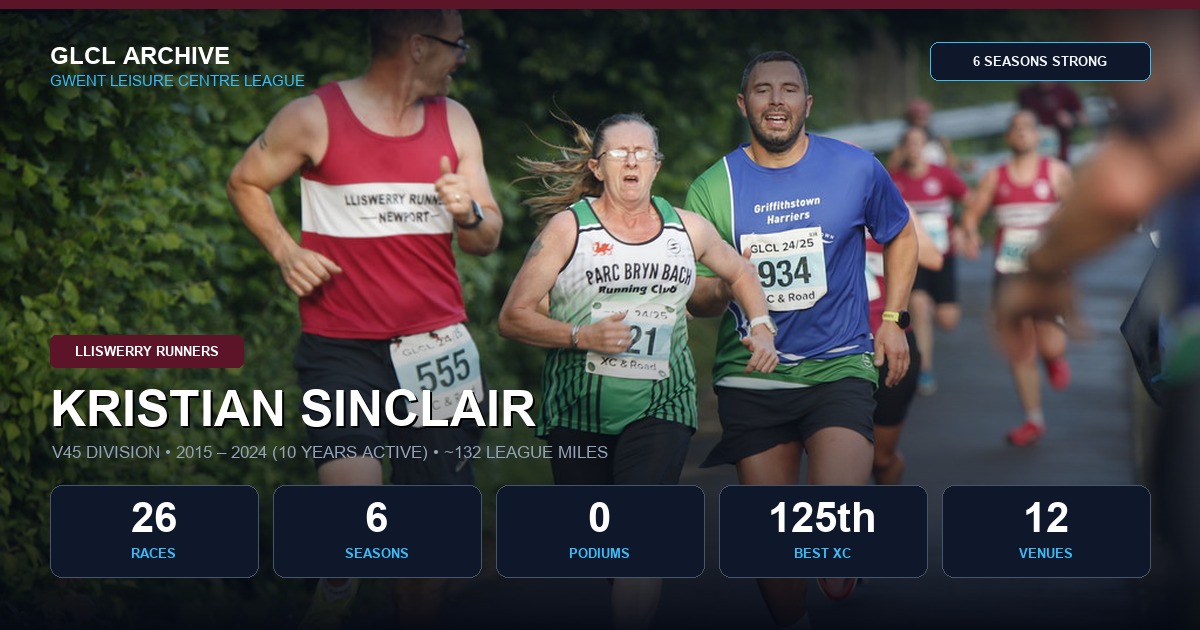 GLCL ARCHIVE
GWENT LEISURE CENTRE LEAGUE
6 SEASONS STRONG
LLISWERRY
NEWPORT
Griffithstown
Harriers
GLCL 24/25
934
C & Road
PARC BRYN BACH
Running Club
24/25
21
XC & Road
GLCL
555
LLISWERRY RUNNERS
KRISTIAN SINCLAIR
V45 DIVISION • 2015 – 2024 (10 YEARS ACTIVE) • ~132 LEAGUE MILES
26
RACES
6
SEASONS
0
PODIUMS
125th
BEST XC
12
VENUES